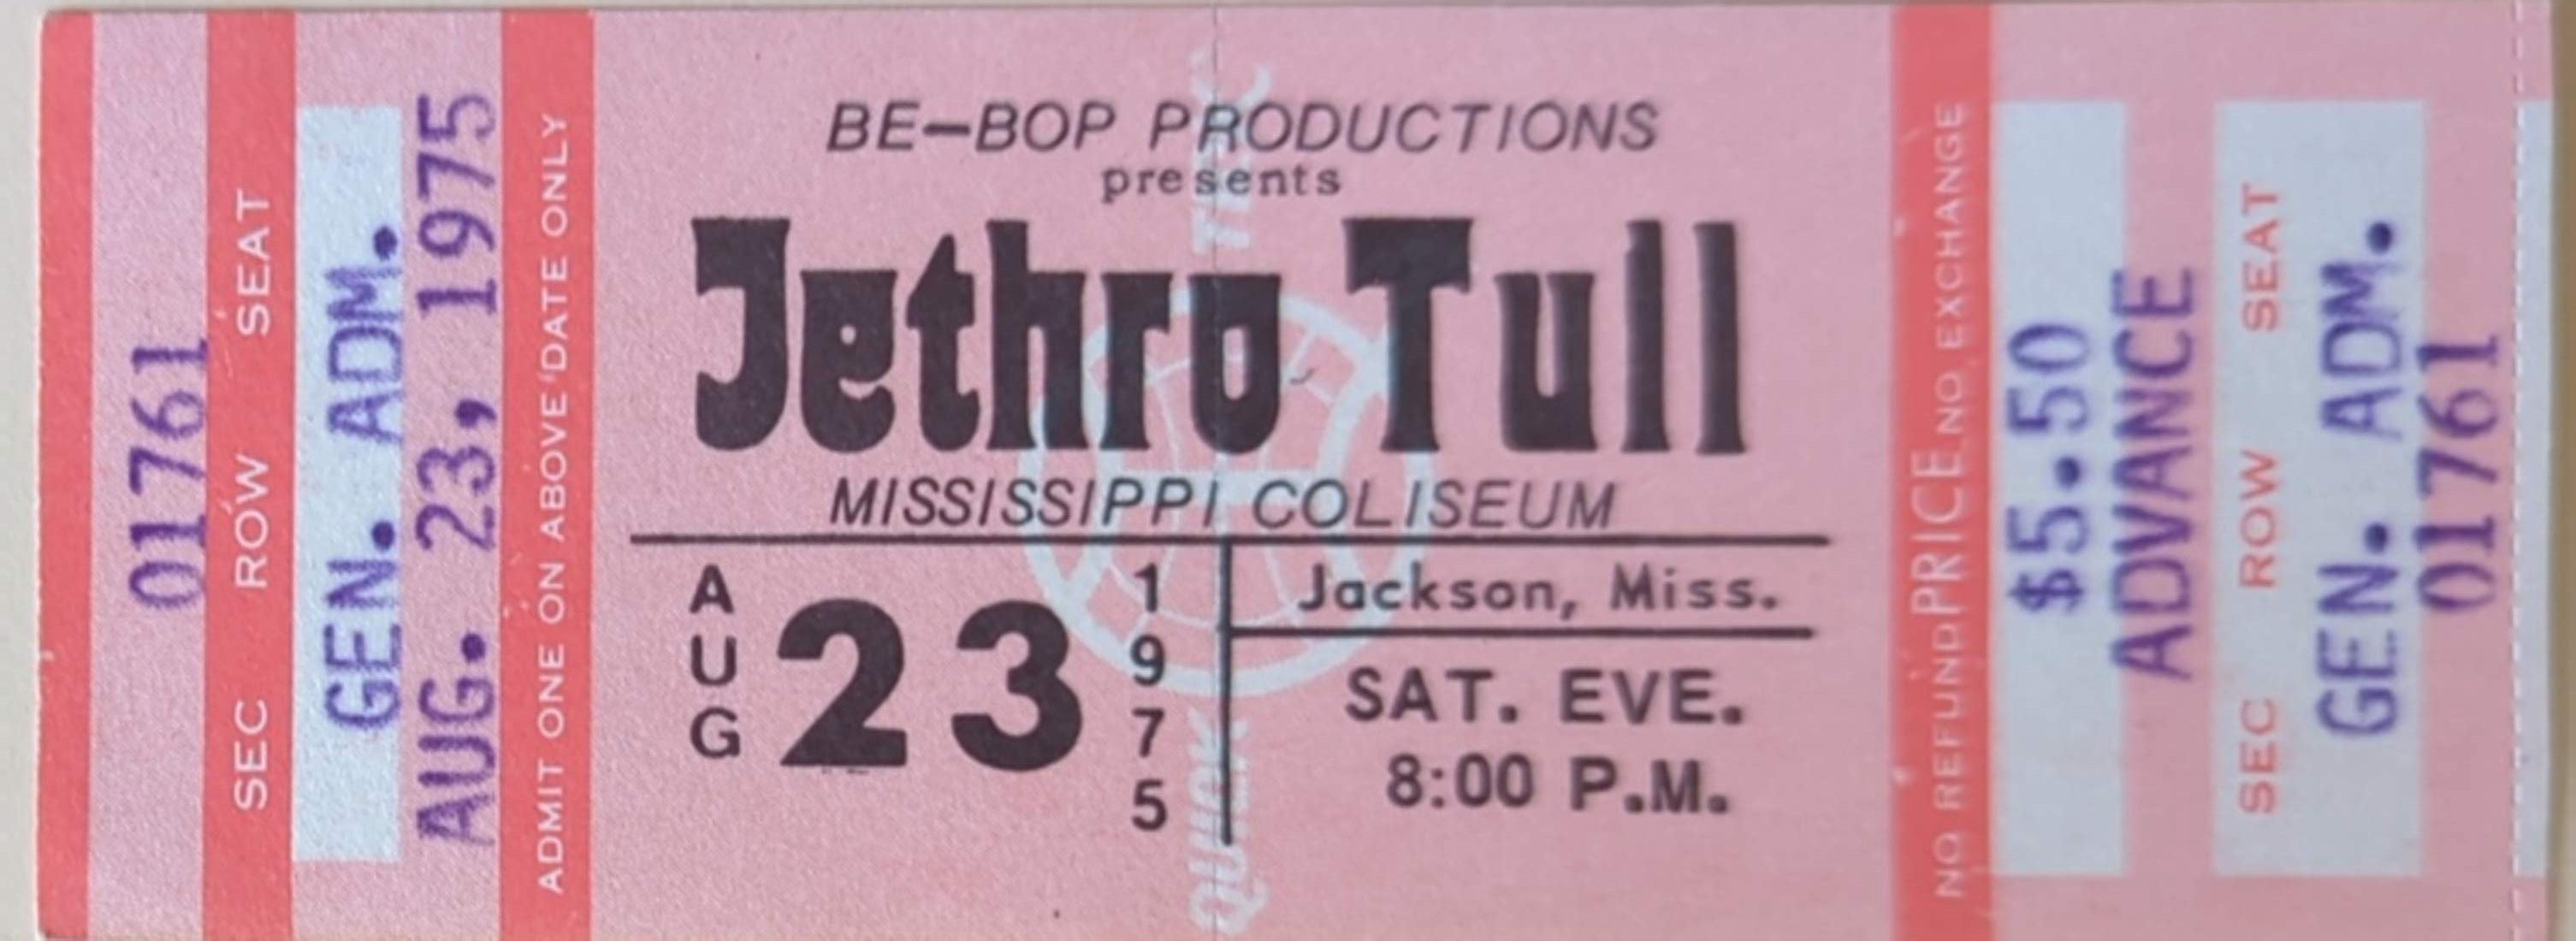 01761
SEC ROW SEAT
GEN. ADM.
AUG. 23, 1975
ADMIT ONE ON ABOVE DATE ONLY
BE-BOP PRODUCTIONS
presents
Jethro Tull
MISSISSIPPI COLISEUM
AUG 23 1975
Jackson, Miss.
SAT. EVE.
8:00 P.M.
QUICK TICK
NO REFUND PRICE NO EXCHANGE
$5.50
ADVANCE
SEC ROW SEAT
GEN. ADM.
01761